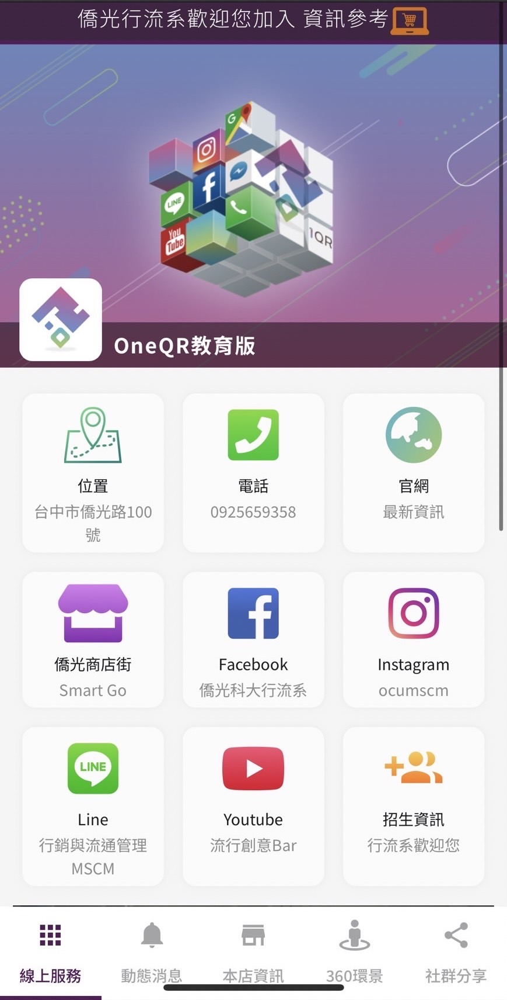 僑光行流系歡迎您加入 資訊參考
G
LINE
You
Tube
1QR
OneQR教育版
位置
台中市僑光路100
號
電話
0925659358
官網
最新資訊
僑光商店街
Smart Go
Facebook
僑光科大行流系
Instagram
ocumscm
LINE
Line
行銷與流通管理
MSCM
Youtube
流行創意Bar
招生資訊
行流系歡迎您
線上服務
動態消息
本店資訊
360環景
社群分享